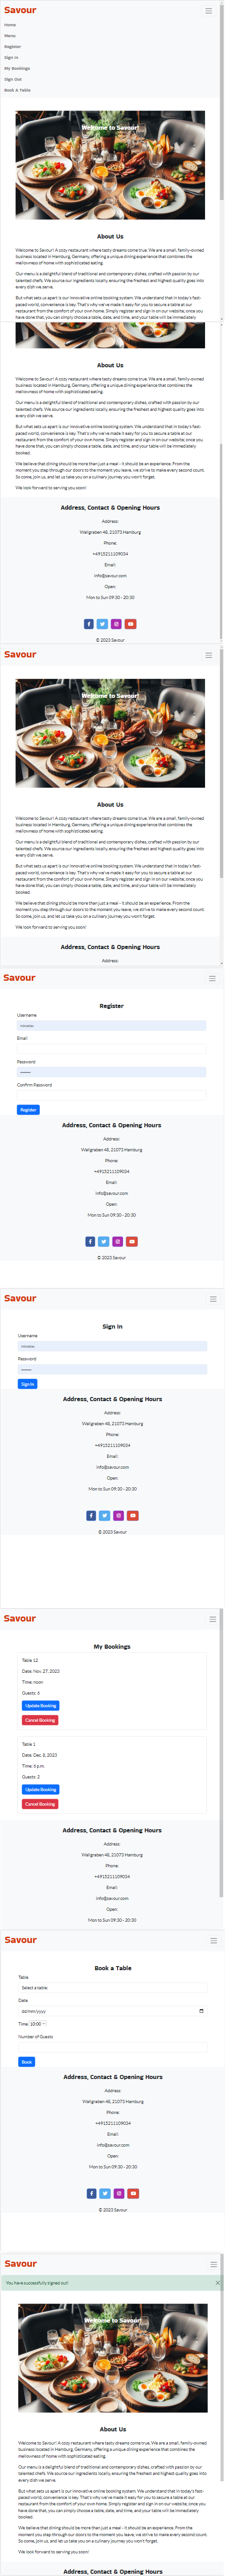 Savour
Home
Menu
Register
Sign In
My Bookings
Sign Out
Book A Table
Welcome to Savour!
About Us
Welcome to Savour! A cozy restaurant where tasty dreams come true. We are a small, family-owned
business located in Hamburg, Germany, offering a unique dining experience that combines the
mellowness of home with sophisticated eating.
Our menu is a delightful blend of traditional and contemporary dishes, crafted with passion by our
talented chefs. We source our ingredients locally, ensuring the freshest and highest quality goes into
every dish we serve.
But what sets us apart is our innovative online booking system. We understand that in today's fast-
paced world, convenience is key. That's why we've made it easy for you to secure a table at our
restaurant from the comfort of your own home. Simply register and sign in on our website, once you
have done that, you can simply choose a table, date, and time, and your table will be immediately
About Us
Welcome to Savour! A cozy restaurant where tasty dreams come true. We are a small, family-owned
business located in Hamburg, Germany, offering a unique dining experience that combines the
mellowness of home with sophisticated eating.
Our menu is a delightful blend of traditional and contemporary dishes, crafted with passion by our
talented chefs. We source our ingredients locally, ensuring the freshest and highest quality goes into
every dish we serve.
But what sets us apart is our innovative online booking system. We understand that in today's fast-
paced world, convenience is key. That's why we've made it easy for you to secure a table at our
restaurant from the comfort of your own home. Simply register and sign in on our website, once you
have done that, you can simply choose a table, date, and time, and your table will be immediately
booked.
We believe that dining should be more than just a meal – it should be an experience. From the
moment you step through our doors to the moment you leave, we strive to make every second count.
So come, join us, and let us take you on a culinary journey you won't forget.
We look forward to serving you soon!
Address, Contact & Opening Hours
Address:
Wallgraben 48, 21073 Hamburg
Phone:
+4915211109034
Email:
info@savour.com
Open:
Mon to Sun 09:30 - 20:30
© 2023 Savour
Savour
Welcome to Savour!
About Us
Welcome to Savour! A cozy restaurant where tasty dreams come true. We are a small, family-owned
business located in Hamburg, Germany, offering a unique dining experience that combines the
mellowness of home with sophisticated eating.
Our menu is a delightful blend of traditional and contemporary dishes, crafted with passion by our
talented chefs. We source our ingredients locally, ensuring the freshest and highest quality goes into
every dish we serve.
But what sets us apart is our innovative online booking system. We understand that in today's fast-
paced world, convenience is key. That's why we've made it easy for you to secure a table at our
restaurant from the comfort of your own home. Simply register and sign in on our website, once you
have done that, you can simply choose a table, date, and time, and your table will be immediately
booked.
We believe that dining should be more than just a meal – it should be an experience. From the
moment you step through our doors to the moment you leave, we strive to make every second count.
So come, join us, and let us take you on a culinary journey you won't forget.
We look forward to serving you soon!
Address, Contact & Opening Hours
Address:
Savour
Register
Username
Email
Password
Confirm Password
Register
Address, Contact & Opening Hours
Address:
Wallgraben 48, 21073 Hamburg
Phone:
+4915211109034
Email:
info@savour.com
Open:
Mon to Sun 09:30 - 20:30
© 2023 Savour
Savour
Sign In
Username
Password
Sign In
Address, Contact & Opening Hours
Address:
Wallgraben 48, 21073 Hamburg
Phone:
+4915211109034
Email:
info@savour.com
Open:
Mon to Sun 09:30 - 20:30
© 2023 Savour
Savour
My Bookings
Table 12
Date: Nov. 27, 2023
Time: noon
Guests: 6
Update Booking
Cancel Booking
Table 1
Date: Dec. 8, 2023
Time: 6 p.m.
Guests: 2
Update Booking
Cancel Booking
Address, Contact & Opening Hours
Address:
Wallgraben 48, 21073 Hamburg
Phone:
+4915211109034
Email:
info@savour.com
Open:
Mon to Sun 09:30 - 20:30
Savour
Book a Table
Table
Select a table:
Date
dd/mm/yyyy
Time: 10:00
Number of Guests
Book
Address, Contact & Opening Hours
Address:
Wallgraben 48, 21073 Hamburg
Phone:
+4915211109034
Email:
info@savour.com
Open:
Mon to Sun 09:30 - 20:30
© 2023 Savour
Savour
You have successfully signed out!
Welcome to Savour!
About Us
Welcome to Savour! A cozy restaurant where tasty dreams come true. We are a small, family-owned
business located in Hamburg, Germany, offering a unique dining experience that combines the
mellowness of home with sophisticated eating.
Our menu is a delightful blend of traditional and contemporary dishes, crafted with passion by our
talented chefs. We source our ingredients locally, ensuring the freshest and highest quality goes into
every dish we serve.
But what sets us apart is our innovative online booking system. We understand that in today's fast-
paced world, convenience is key. That's why we've made it easy for you to secure a table at our
restaurant from the comfort of your own home. Simply register and sign in on our website, once you
have done that, you can simply choose a table, date, and time, and your table will be immediately
booked.
We believe that dining should be more than just a meal – it should be an experience. From the
moment you step through our doors to the moment you leave, we strive to make every second count.
So come, join us, and let us take you on a culinary journey you won't forget.
We look forward to serving you soon!
Address, Contact & Opening Hours